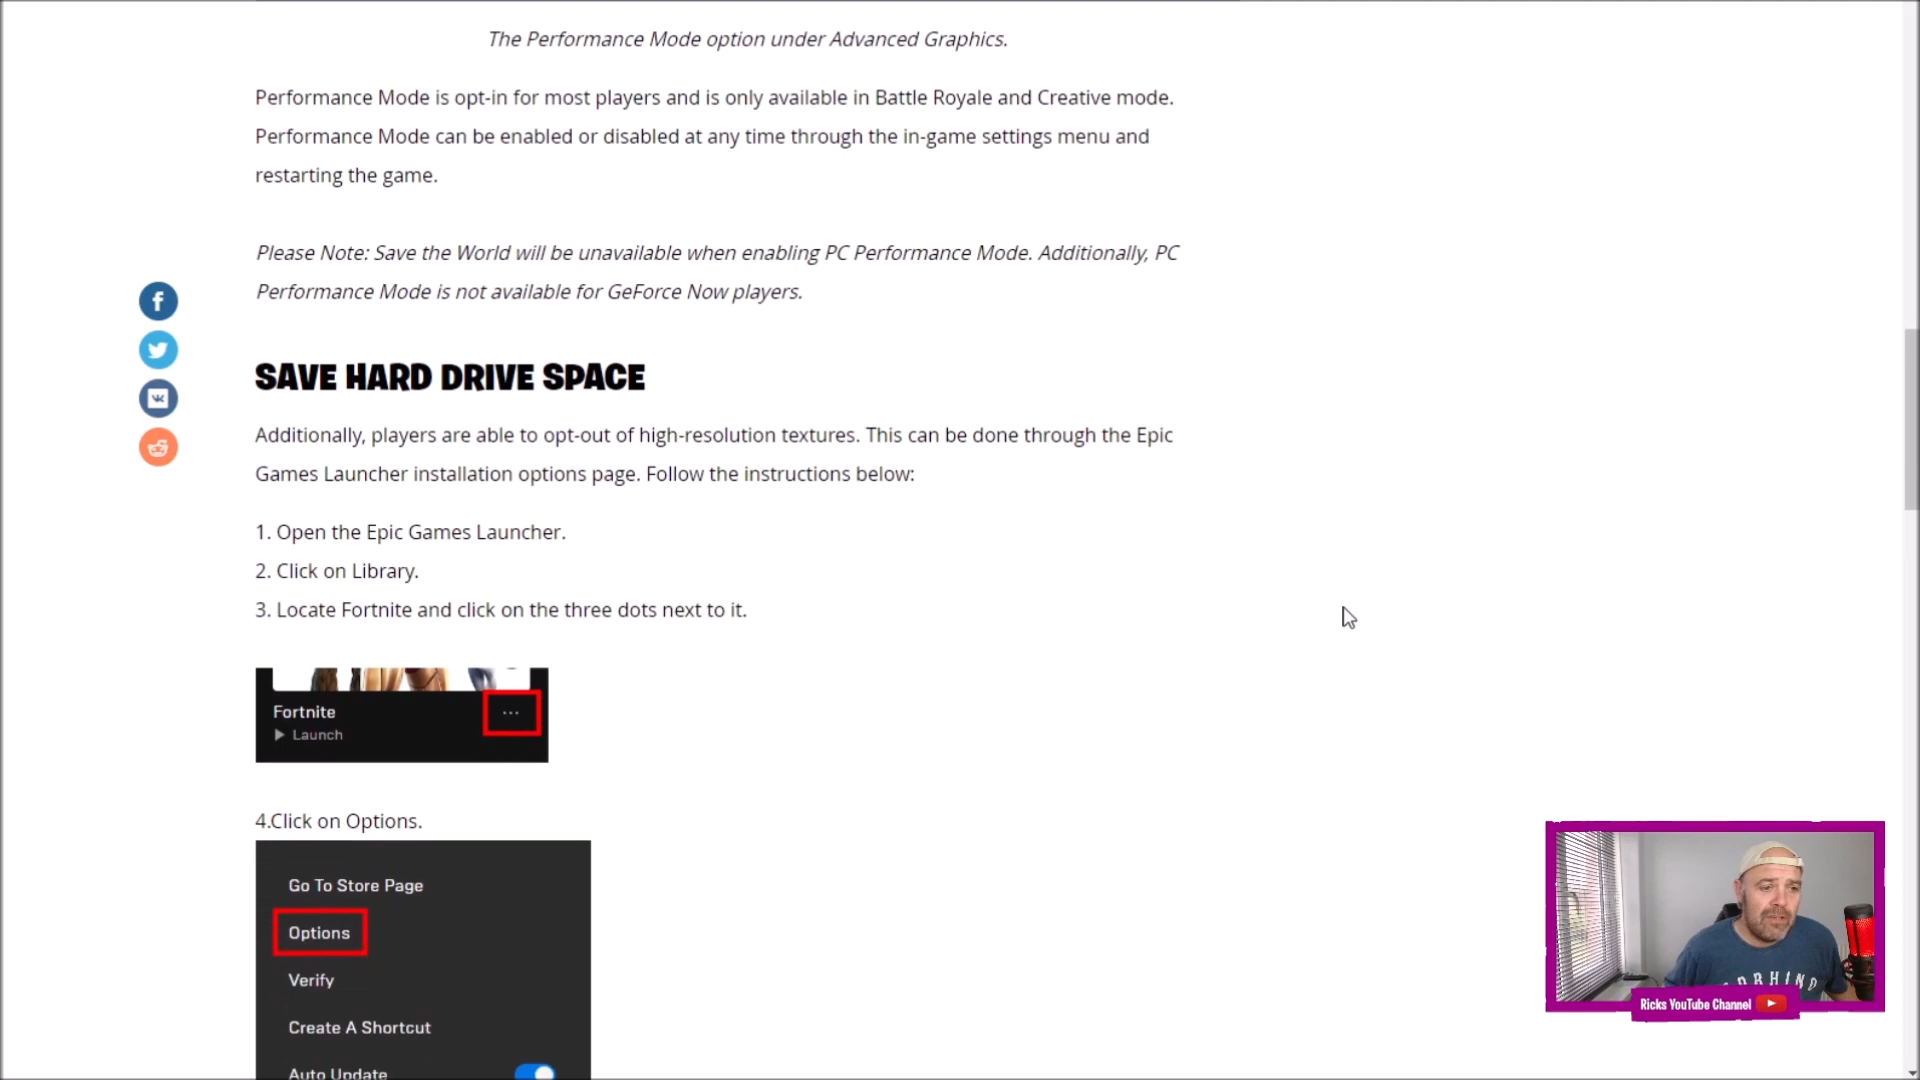 The Performance Mode option under Advanced Graphics.
Performance Mode is opt-in for most players and is only available in Battle Royale and Creative mode.
Performance Mode can be enabled or disabled at any time through the in-game settings menu and
restarting the game.
Please Note: Save the World will be unavailable when enabling PC Performance Mode. Additionally, PC
Performance Mode is not available for GeForce Now players.
SAVE HARD DRIVE SPACE
Additionally, players are able to opt-out of high-resolution textures. This can be done through the Epic
Games Launcher installation options page. Follow the instructions below:
1. Open the Epic Games Launcher.
2. Click on Library.
3. Locate Fortnite and click on the three dots next to it.
Fortnite
Launch
4.Click on Options.
Go To Store Page
Options
Verify
Create A Shortcut
Auto Update
Ricks YouTube Channel